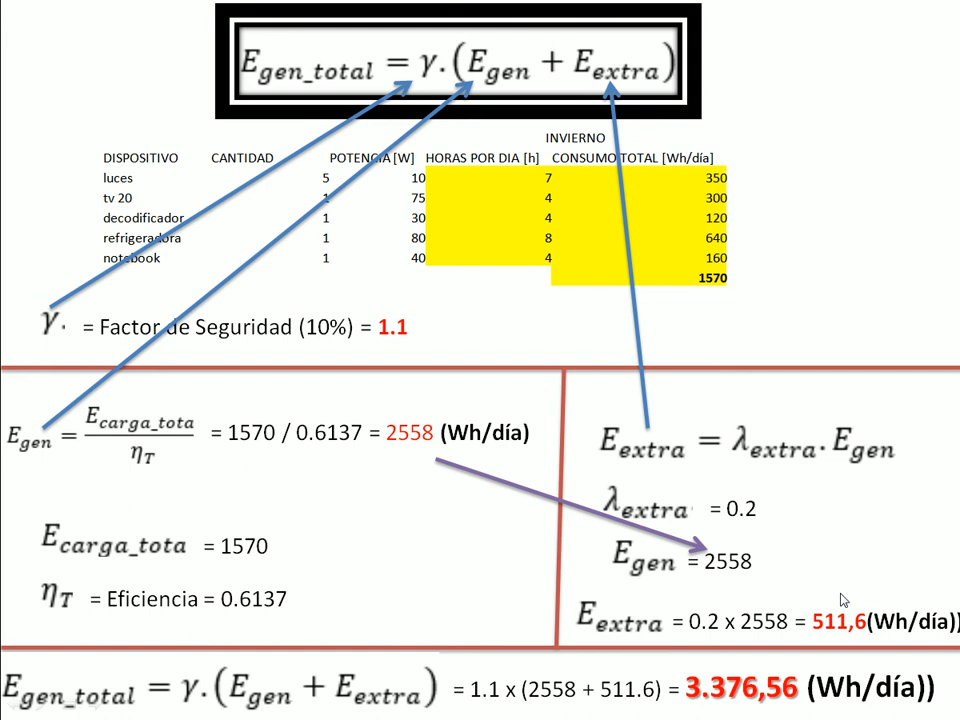 E_gen_total = γ.(E_gen + E_extra)
INVIERNO
DISPOSITIVO CANTIDAD POTENCIA [W] HORAS POR DIA [h] CONSUMO TOTAL [Wh/día]
luces 5 10 7 350
tv 20 1 75 4 300
decodificador 1 30 4 120
refrigeradora 1 80 8 640
notebook 1 40 4 160
1570
γ. = Factor de Seguridad (10%) = 1.1
E_gen = E_carga_tota / η_T = 1570 / 0.6137 = 2558 (Wh/día)
E_carga_tota = 1570
η_T = Eficiencia = 0.6137
E_extra = λ_extra. E_gen
λ_extra = 0.2
E_gen = 2558
E_extra = 0.2 x 2558 = 511,6(Wh/día))
E_gen_total = γ.(E_gen + E_extra) = 1.1 x (2558 + 511.6) = 3.376,56 (Wh/día))